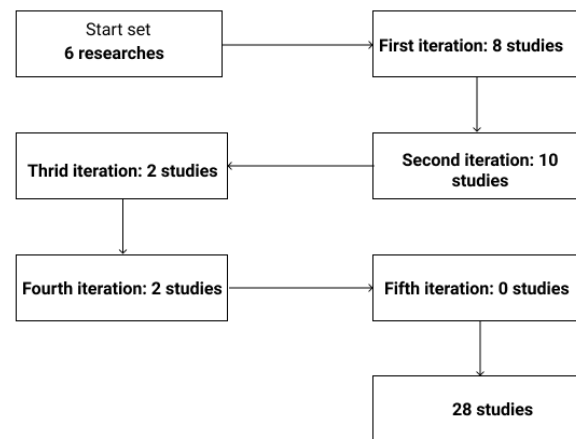 Start set
6 researches
First iteration: 8 studies
Second iteration: 10
studies
Thrid iteration: 2 studies
Fourth iteration: 2 studies
Fifth iteration: 0 studies
28 studies